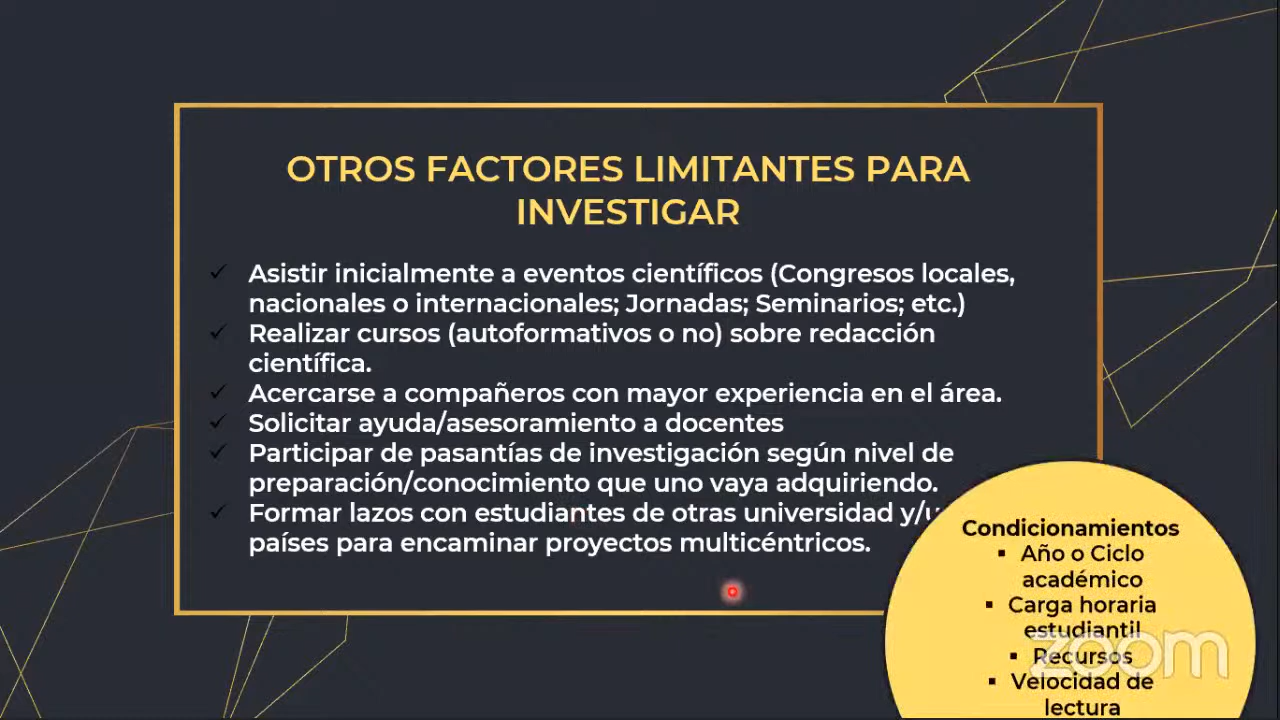 OTROS FACTORES LIMITANTES PARA
INVESTIGAR
Asistir inicialmente a eventos científicos (Congresos locales,
nacionales o internacionales; Jornadas; Seminarios; etc.)
Realizar cursos (autoformativos o no) sobre redacción
científica.
Acercarse a compañeros con mayor experiencia en el área.
Solicitar ayuda/asesoramiento a docentes
Participar de pasantías de investigación según nivel de
preparación/conocimiento que uno vaya adquiriendo.
Formar lazos con estudiantes de otras universidad y/
países para encaminar proyectos multicéntricos.
Condicionamientos
Año o Ciclo
académico
Carga horaria
estudiantil
Recursos
Velocidad de
lectura
zoom